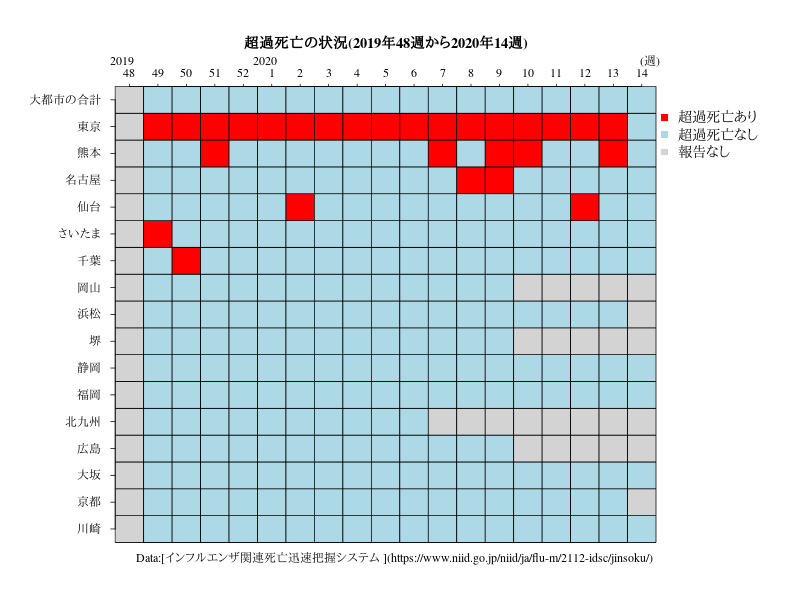 超過死亡の状況(2019年48週から2020年14週)
2019 2020 (週)
48 49 50 51 52 1 2 3 4 5 6 7 8 9 10 11 12 13 14
大都市の合計
東京
熊本
名古屋
仙台
さいたま
千葉
岡山
浜松
堺
静岡
福岡
北九州
広島
大坂
京都
川崎
超過死亡あり
超過死亡なし
報告なし
Data:[インフルエンザ関連死亡迅速把握システム ](https://www.niid.go.jp/niid/ja/flu-m/2112-idsc/jinsoku/)